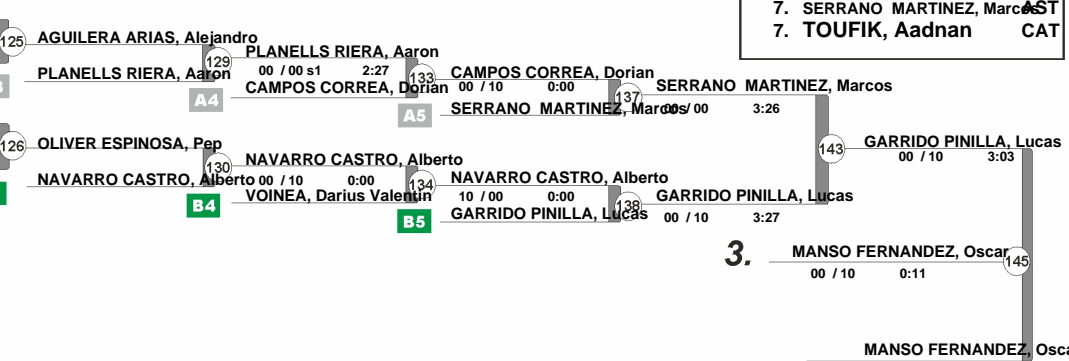 7. SERRANO MARTINEZ, Marcos AST
7. TOUFIK, Aadnan CAT
125 AGUILERA ARIAS, Alejandro
129 PLANELLS RIERA, Aaron
00 / 00 s1 2:27
PLANELLS RIERA, Aaron
A4 CAMPOS CORREA, Dorian
133 CAMPOS CORREA, Dorian
00 / 10 0:00
A5 SERRANO MARTINEZ, Marcos
137 SERRANO MARTINEZ, Marcos
00 / 00 3:26
126 OLIVER ESPINOSA, Pep
143 GARRIDO PINILLA, Lucas
00 / 10 3:03
130 NAVARRO CASTRO, Alberto
NAVARRO CASTRO, Alberto 00 / 10 0:00
B4 VOINEA, Darius Valentin
134 NAVARRO CASTRO, Alberto
10 / 00 0:00
B5 GARRIDO PINILLA, Lucas
138 GARRIDO PINILLA, Lucas
00 / 10 3:27
3. MANSO FERNANDEZ, Oscar 145
00 / 10 0:11
MANSO FERNANDEZ, Osca